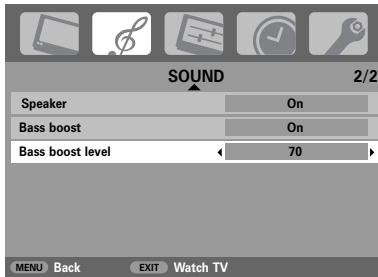 SOUND 2/2
Speaker On
Bass boost On
Bass boost level 70
MENU Back EXIT Watch TV